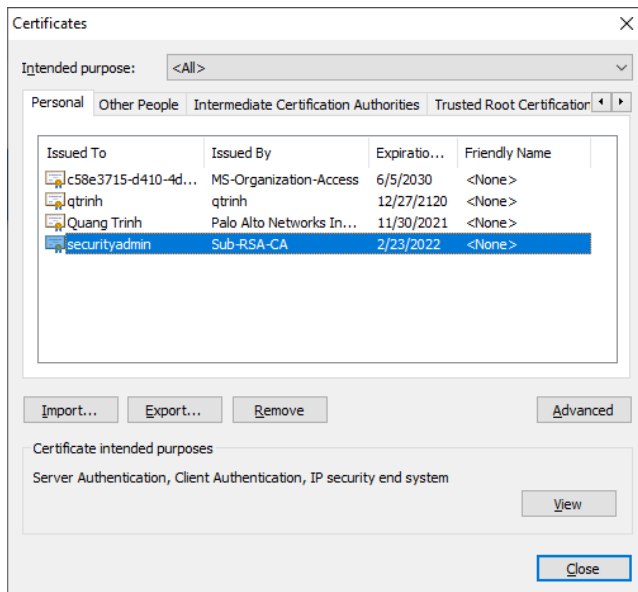 Certificates
Intended purpose: <All>
Personal Other People Intermediate Certification Authorities Trusted Root Certification
Issued To Issued By Expiratio... Friendly Name
c58e3715-d410-4d... MS-Organization-Access 6/5/2030 <None>
qtrinh qtrinh 12/27/2120 <None>
Quang Trinh Palo Alto Networks In... 11/30/2021 <None>
securityadmin Sub-RSA-CA 2/23/2022 <None>
Import... Export... Remove Advanced
Certificate intended purposes
Server Authentication, Client Authentication, IP security end system
View
Close